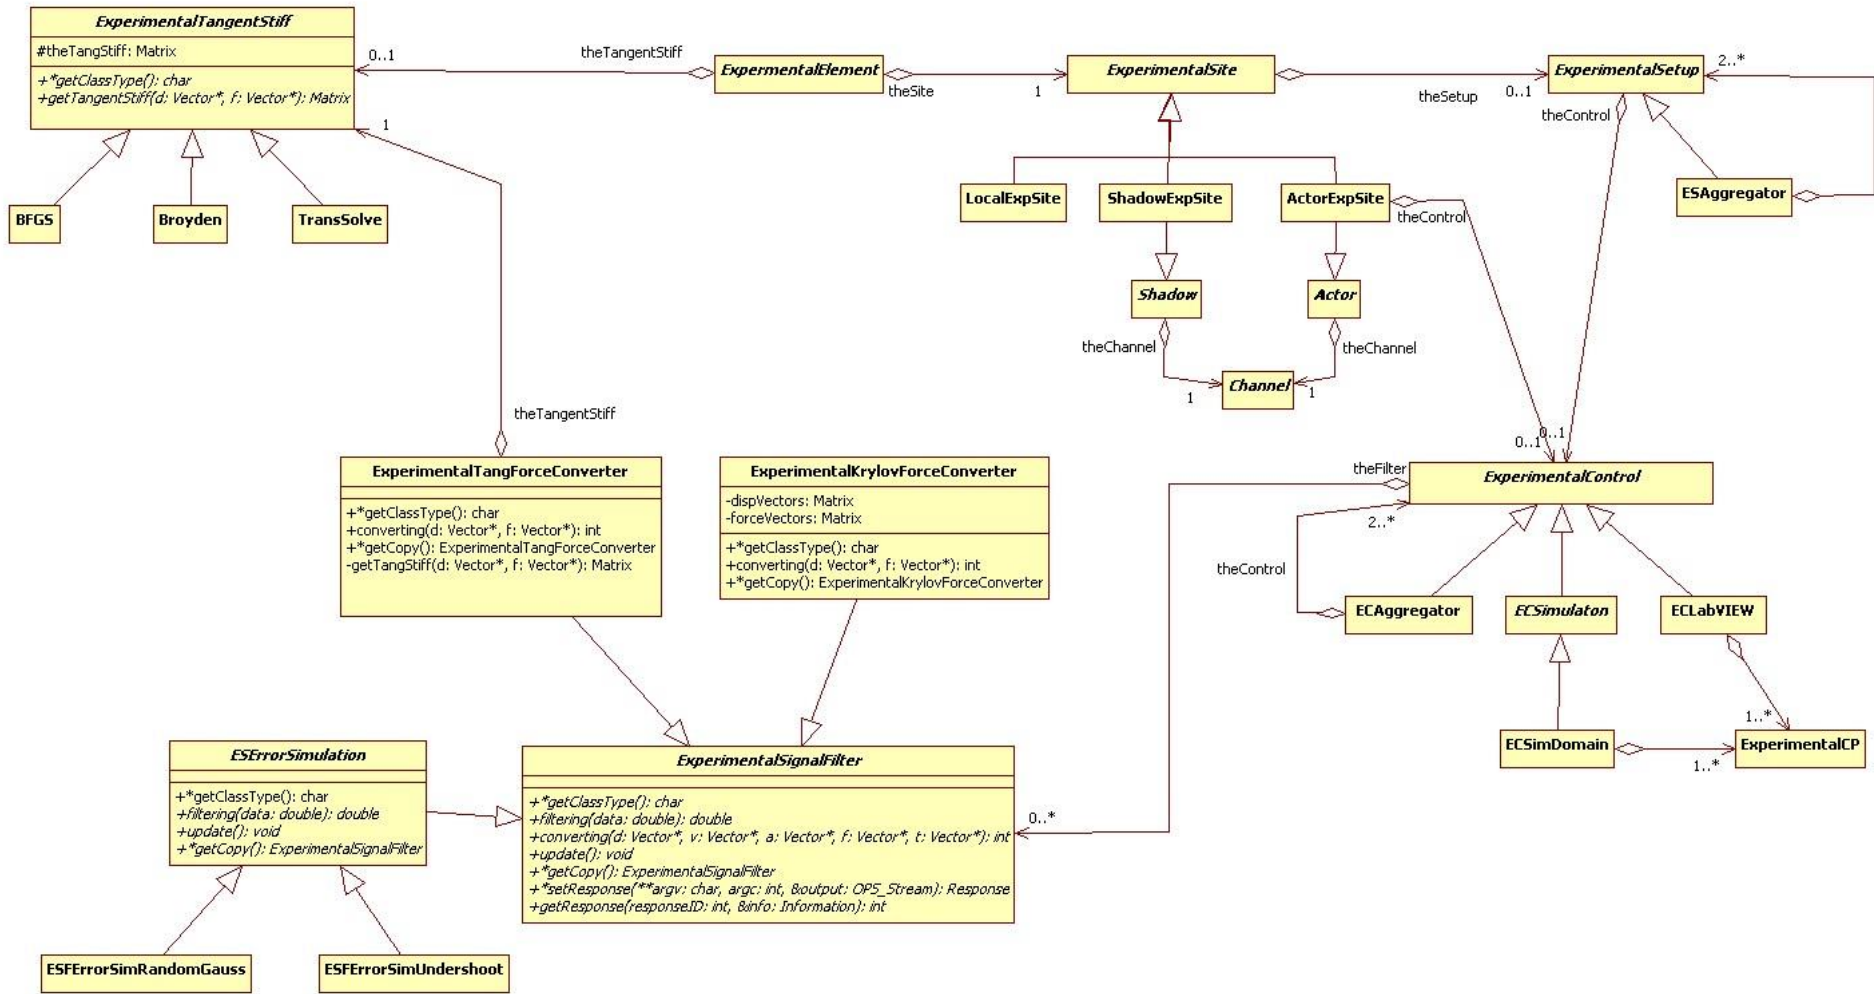 ExperimentalTangentStiff
#theTangStiff: Matrix
+*getClassType(): char
+getTangentStiff(d: Vector*, f: Vector*): Matrix
0..1
theTangentStiff
ExpermentalElement
theSite
1
ExperimentalSite
theSetup
0..1
ExperimentalSetup
2..*
theControl
1
BFGS
Broyden
TransSolve
LocalExpSite
ShadowExpSite
ActorExpSite
theControl
ESAggregator
Shadow
Actor
theChannel
theChannel
Channel
1
1
theTangentStiff
0..1
0..1
ExperimentalTangForceConverter
+*getClassType(): char
+converting(d: Vector*, f: Vector*): int
+*getCopy(): ExperimentalTangForceConverter
-getTangStiff(d: Vector*, f: Vector*): Matrix
ExperimentalKrylovForceConverter
-dispVectors: Matrix
-forceVectors: Matrix
+*getClassType(): char
+converting(d: Vector*, f: Vector*): int
+*getCopy(): ExperimentalKrylovForceConverter
theFilter
ExperimentalControl
2..*
theControl
ECAggregator
ECSimulaton
ECLabVIEW
1..*
ECSimDomain
1..*
ExperimentalCP
ESErrorSimulation
+*getClassType(): char
+filtering(data: double): double
+update(): void
+*getCopy(): ExperimentalSignalFilter
ExperimentalSignalFilter
+*getClassType(): char
+filtering(data: double): double
+converting(d: Vector*, v: Vector*, a: Vector*, f: Vector*, t: Vector*): int
+update(): void
+*getCopy(): ExperimentalSignalFilter
+*setResponse(**argv: char, argc: int, &output: OPS_Stream): Response
+getResponse(responseID: int, &info: Information): int
0..*
ESFErrorSimRandomGauss
ESFErrorSimUndershoot